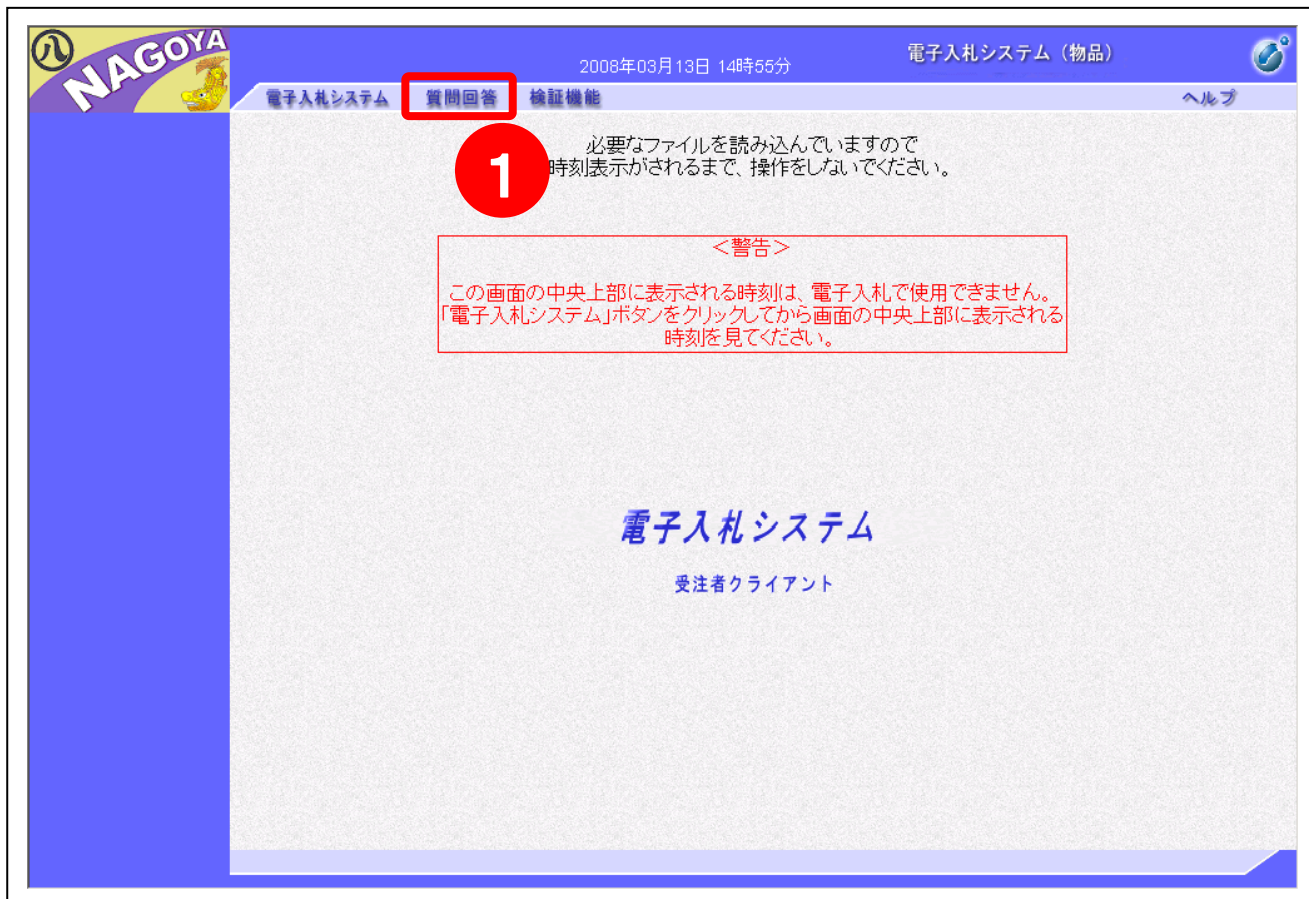 八
NAGOYA
2008年03月13日 14時55分
電子入札システム（物品）
電子入札システム 質問回答 検証機能 ヘルプ
1
必要なファイルを読み込んでいますので
時刻表示がされるまで、操作をしないでください。
＜警告＞
この画面の中央上部に表示される時刻は、電子入札で使用できません。
「電子入札システム」ボタンをクリックしてから画面の中央上部に表示される
時刻を見てください。
電子入札システム
受注者クライアント